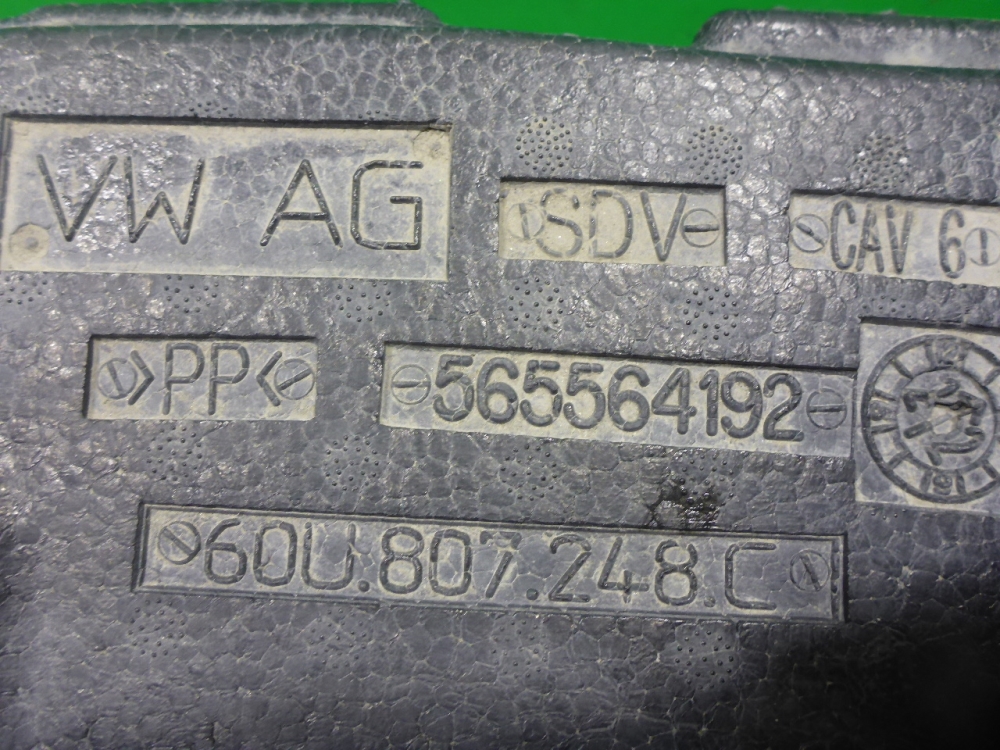 VW AG
SDV
CAV 6
>PP<
565564192
60U.807.248.C